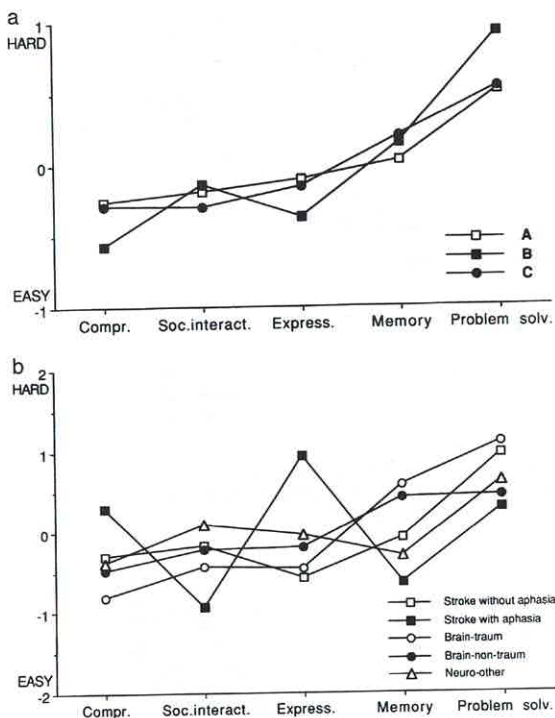 a
1
HARD
0
EASY
-1
A
B
C
Compr. Soc.interact. Express. Memory Problem solv.
b
2
HARD
1
0
-1
EASY
-2
Stroke without aphasia
Stroke with aphasia
Brain-traum
Brain-non-traum
Neuro-other
Compr. Soc.interact. Express. Memory Problem solv.